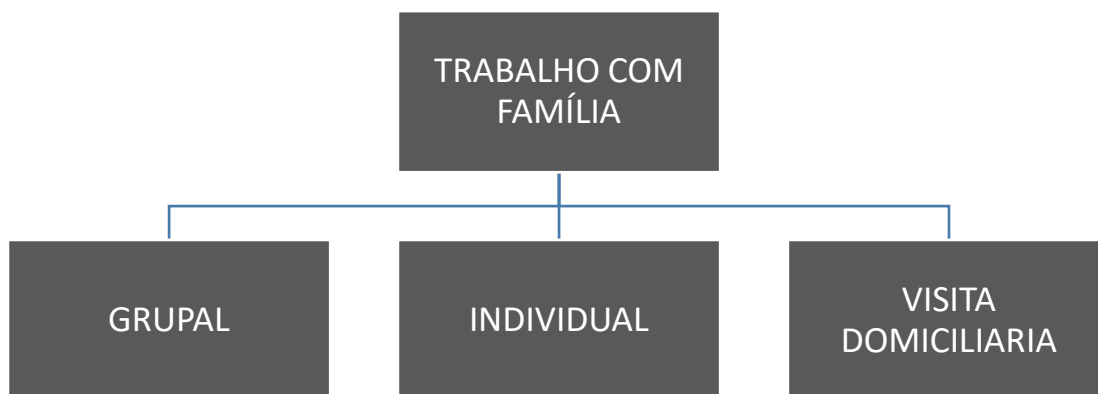 TRABALHO COM
FAMÍLIA
GRUPAL
INDIVIDUAL
VISITA
DOMICILIARIA